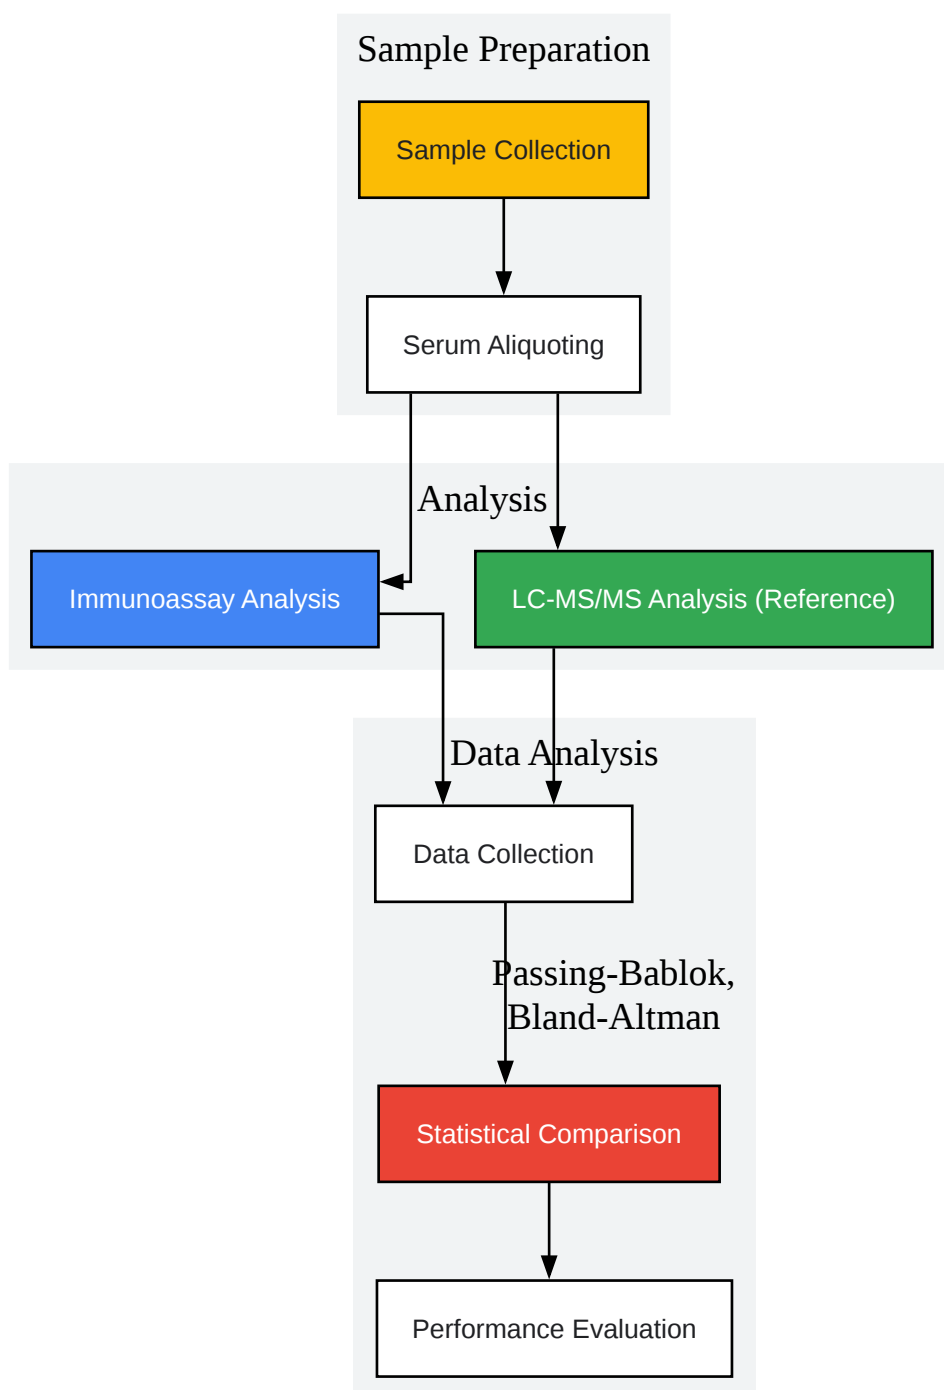 Sample Preparation
Sample Collection
Serum Aliquoting
Analysis
Immunoassay Analysis
LC-MS/MS Analysis (Reference)
Data Analysis
Data Collection
Passing-Bablok,
Bland-Altman
Statistical Comparison
Performance Evaluation